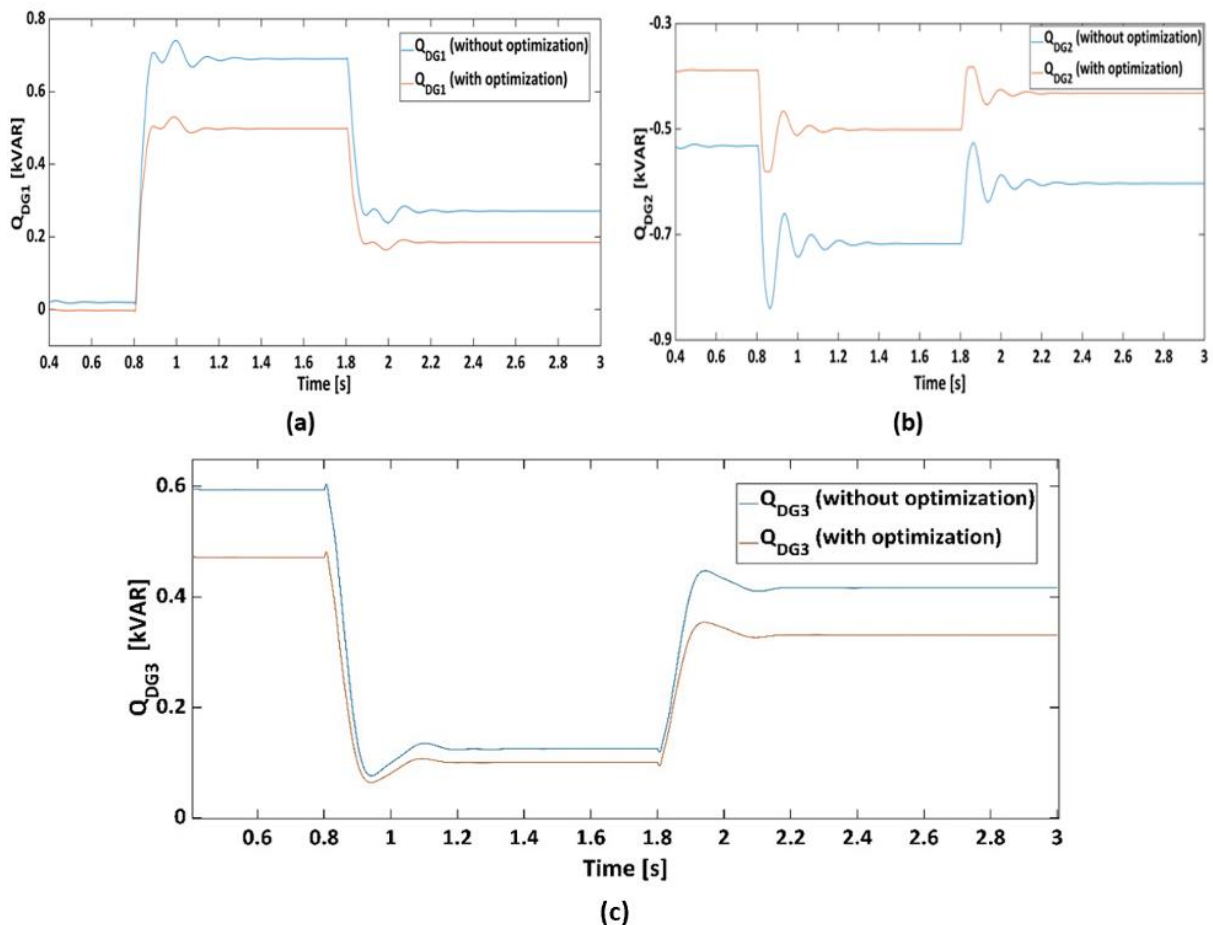 0.8
0.6
0.4
0.2
0
Q_DG1 [kVAR]
Q_DG1 (without optimization)
Q_DG1 (with optimization)
0.4 0.6 0.8 1 1.2 1.4 1.6 1.8 2 2.2 2.4 2.6 2.8 3
Time [s]
(a)
-0.3
-0.5
-0.7
-0.9
Q_DG2 [kVAR]
Q_DG2 (without optimization)
Q_DG2 (with optimization)
0.4 0.6 0.8 1 1.2 1.4 1.6 1.8 2 2.2 2.4 2.6 2.8 3
Time [s]
(b)
0.6
0.4
0.2
0
Q_DG3 [kVAR]
Q_DG3 (without optimization)
Q_DG3 (with optimization)
0.6 0.8 1 1.2 1.4 1.6 1.8 2 2.2 2.4 2.6 2.8 3
Time [s]
(c)